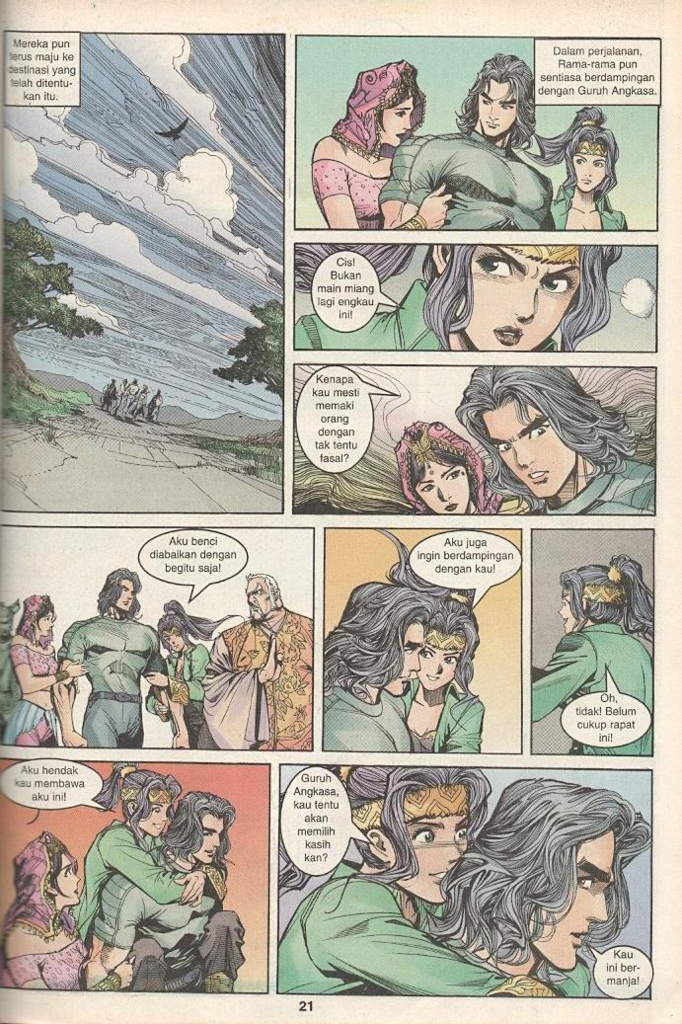 Mereka pun
terus maju ke
destinasi yang
telah ditentu-
kan itu.
Dalam perjalanan,
Rama-rama pun
sentiasa berdampingan
dengan Guruh Angkasa.
Cis!
Bukan
main miang
lagi engkau
ini!
Kenapa
kau mesti
memaki
orang
dengan
tak tentu
fasal?
Aku benci
diabaikan dengan
begitu saja!
Aku juga
ingin berdampingan
dengan kau!
Oh,
tidak! Belum
cukup rapat
ini!
Aku hendak
kau membawa
aku ini!
Guruh
Angkasa,
kau tentu
akan
memilih
kasih
kan?
Kau
ini ber-
manja!
21